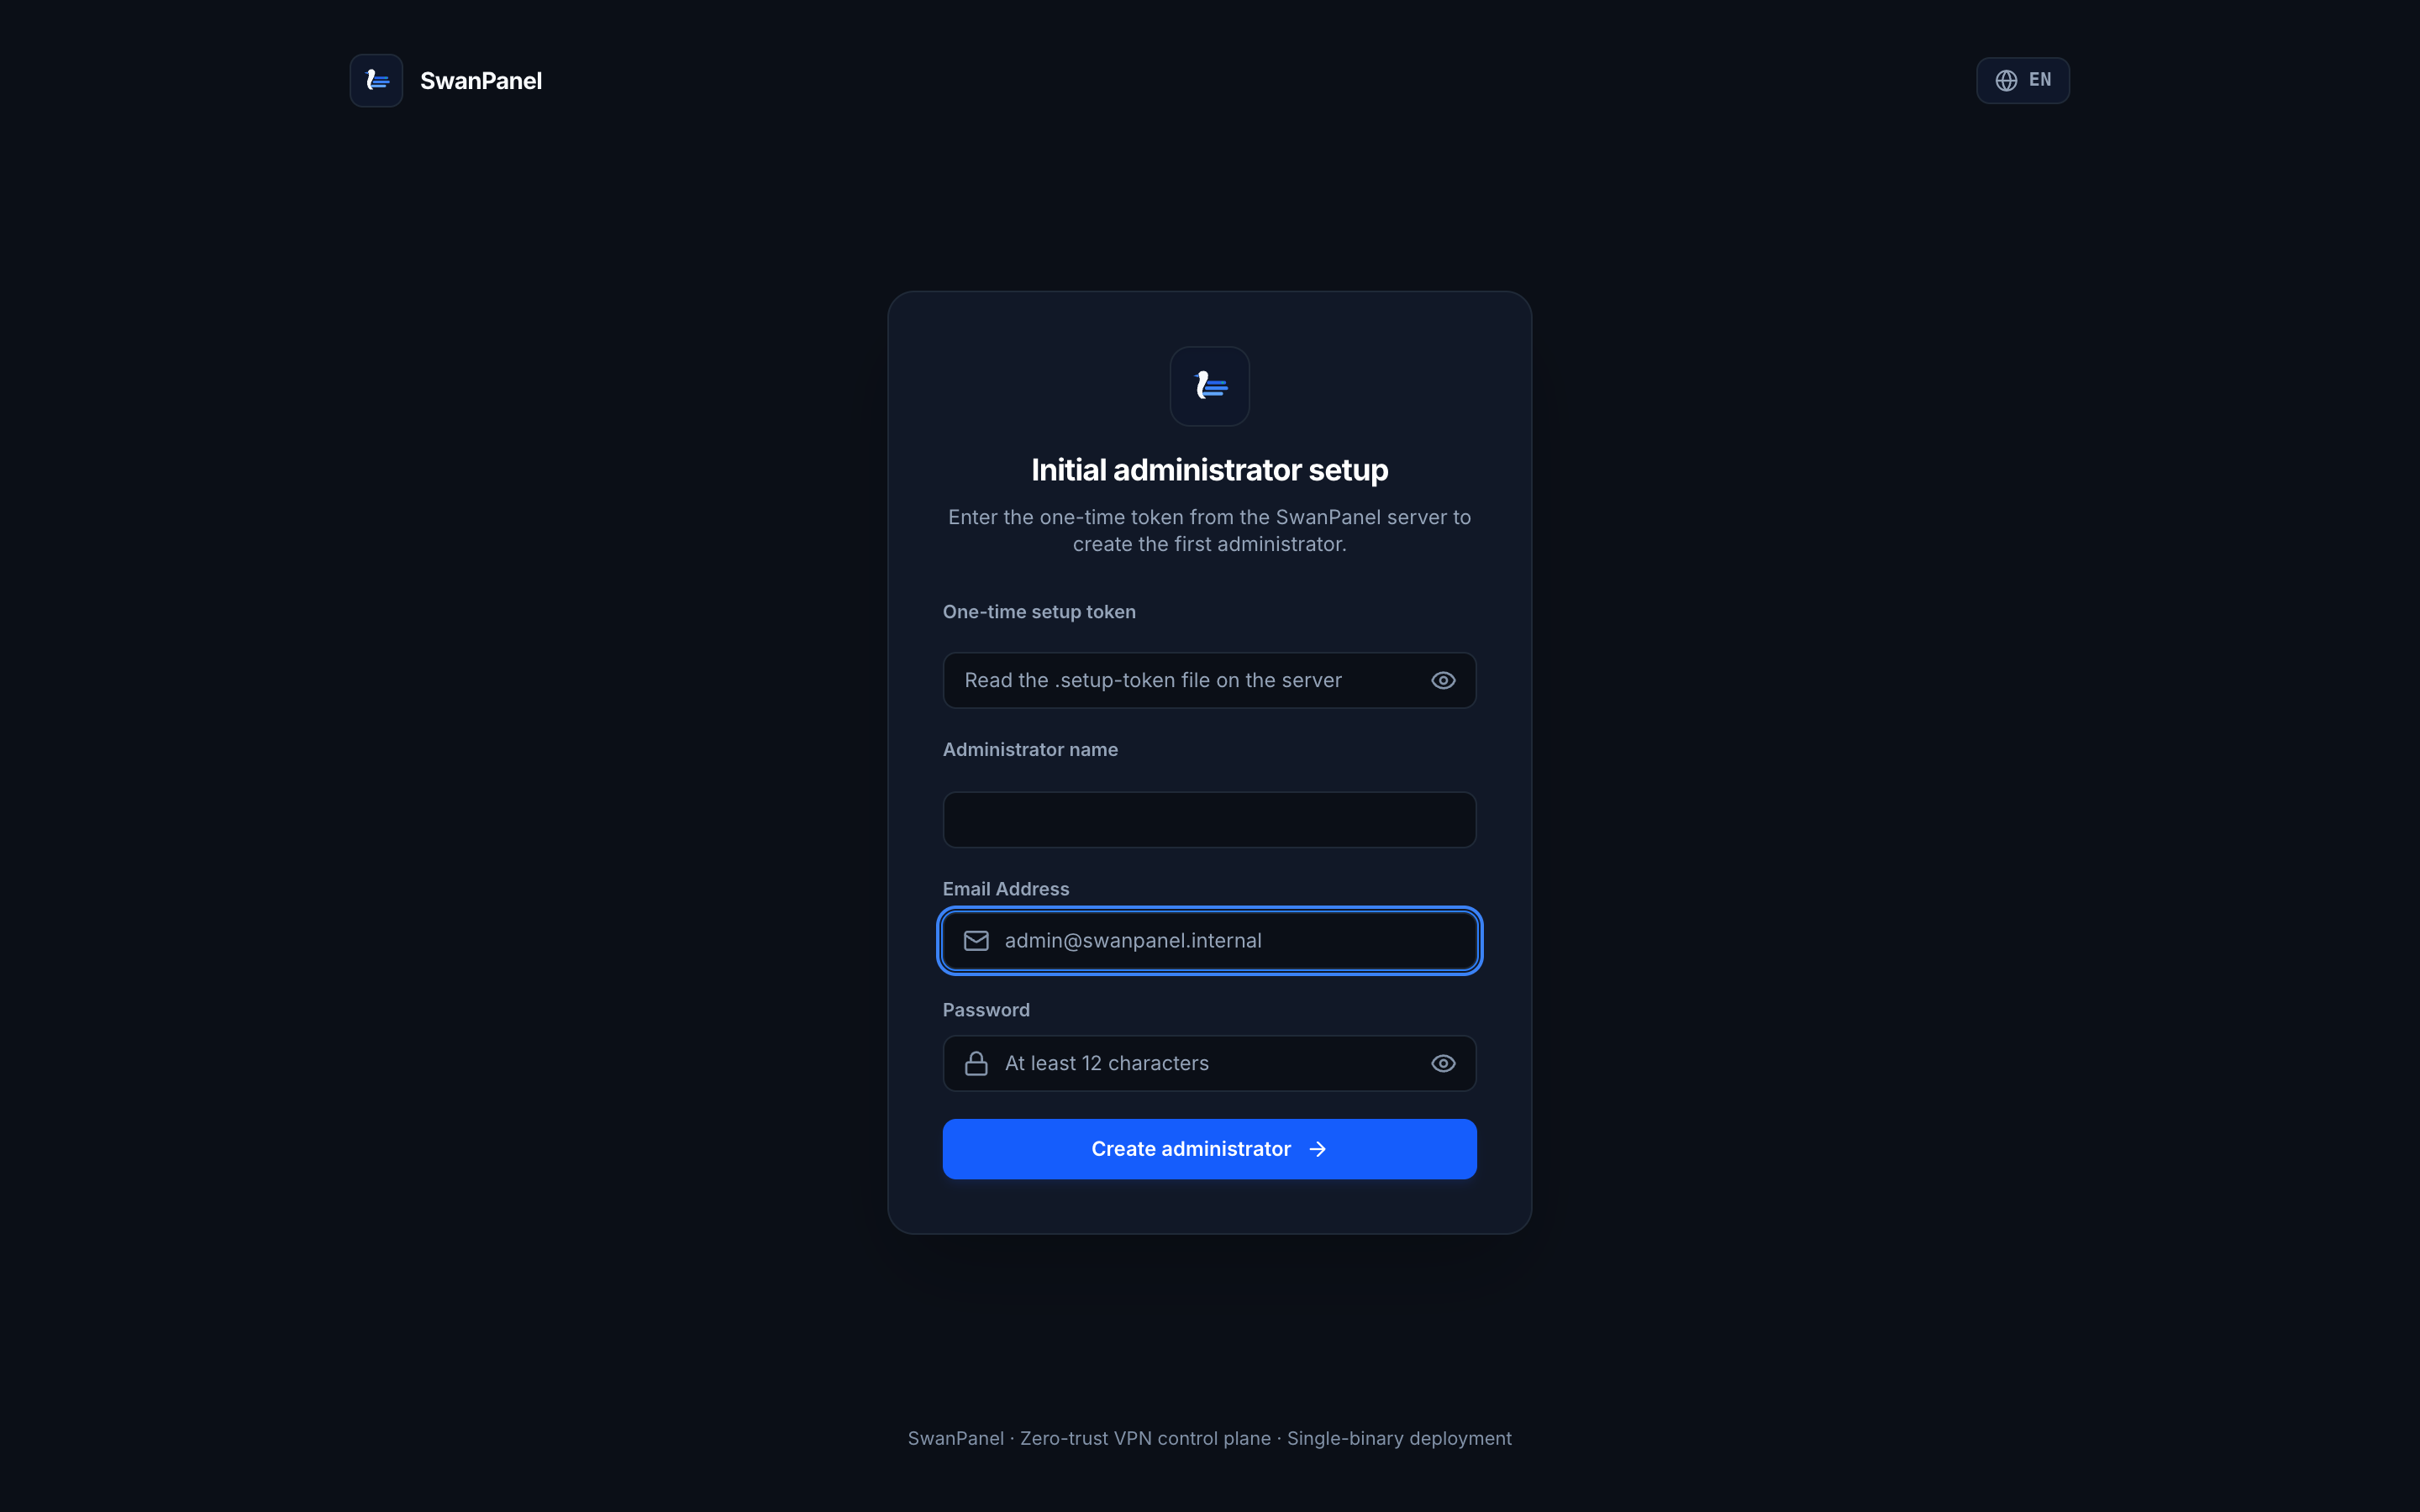 SwanPanel
EN
Initial administrator setup
Enter the one-time token from the SwanPanel server to
create the first administrator.
One-time setup token
Read the .setup-token file on the server
Administrator name
Email Address
admin@swanpanel.internal
Password
At least 12 characters
Create administrator
SwanPanel · Zero-trust VPN control plane · Single-binary deployment